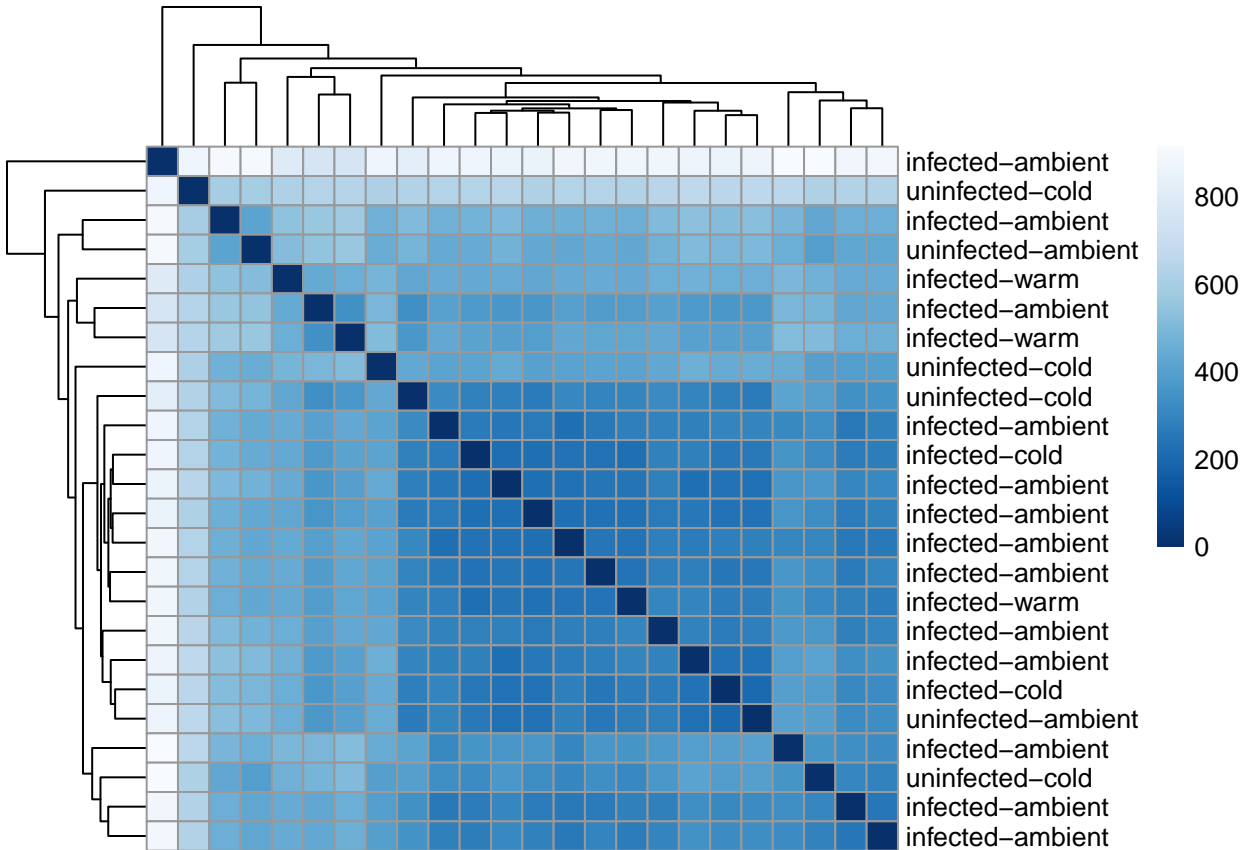 infected−ambient
uninfected−cold
infected−ambient
uninfected−ambient
infected−warm
infected−ambient
infected−warm
uninfected−cold
uninfected−cold
infected−ambient
infected−cold
infected−ambient
infected−ambient
infected−ambient
infected−ambient
infected−warm
infected−ambient
infected−ambient
infected−cold
uninfected−ambient
infected−ambient
uninfected−cold
infected−ambient
infected−ambient
800
600
400
200
0